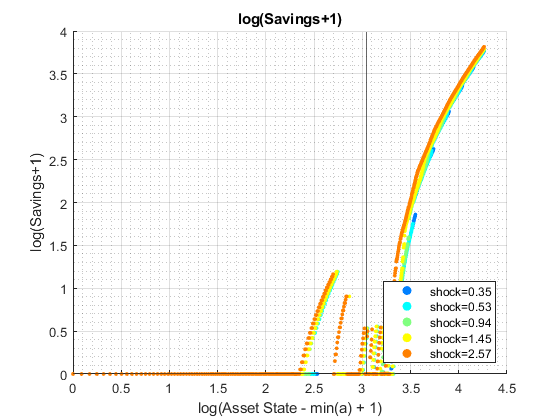 log(Savings+1)
4
3.5
3
2.5
2
1.5
1
0.5
0
log(Savings+1)
shock=0.35
shock=0.53
shock=0.94
shock=1.45
shock=2.57
0 0.5 1 1.5 2 2.5 3 3.5 4 4.5
log(Asset State - min(a) + 1)